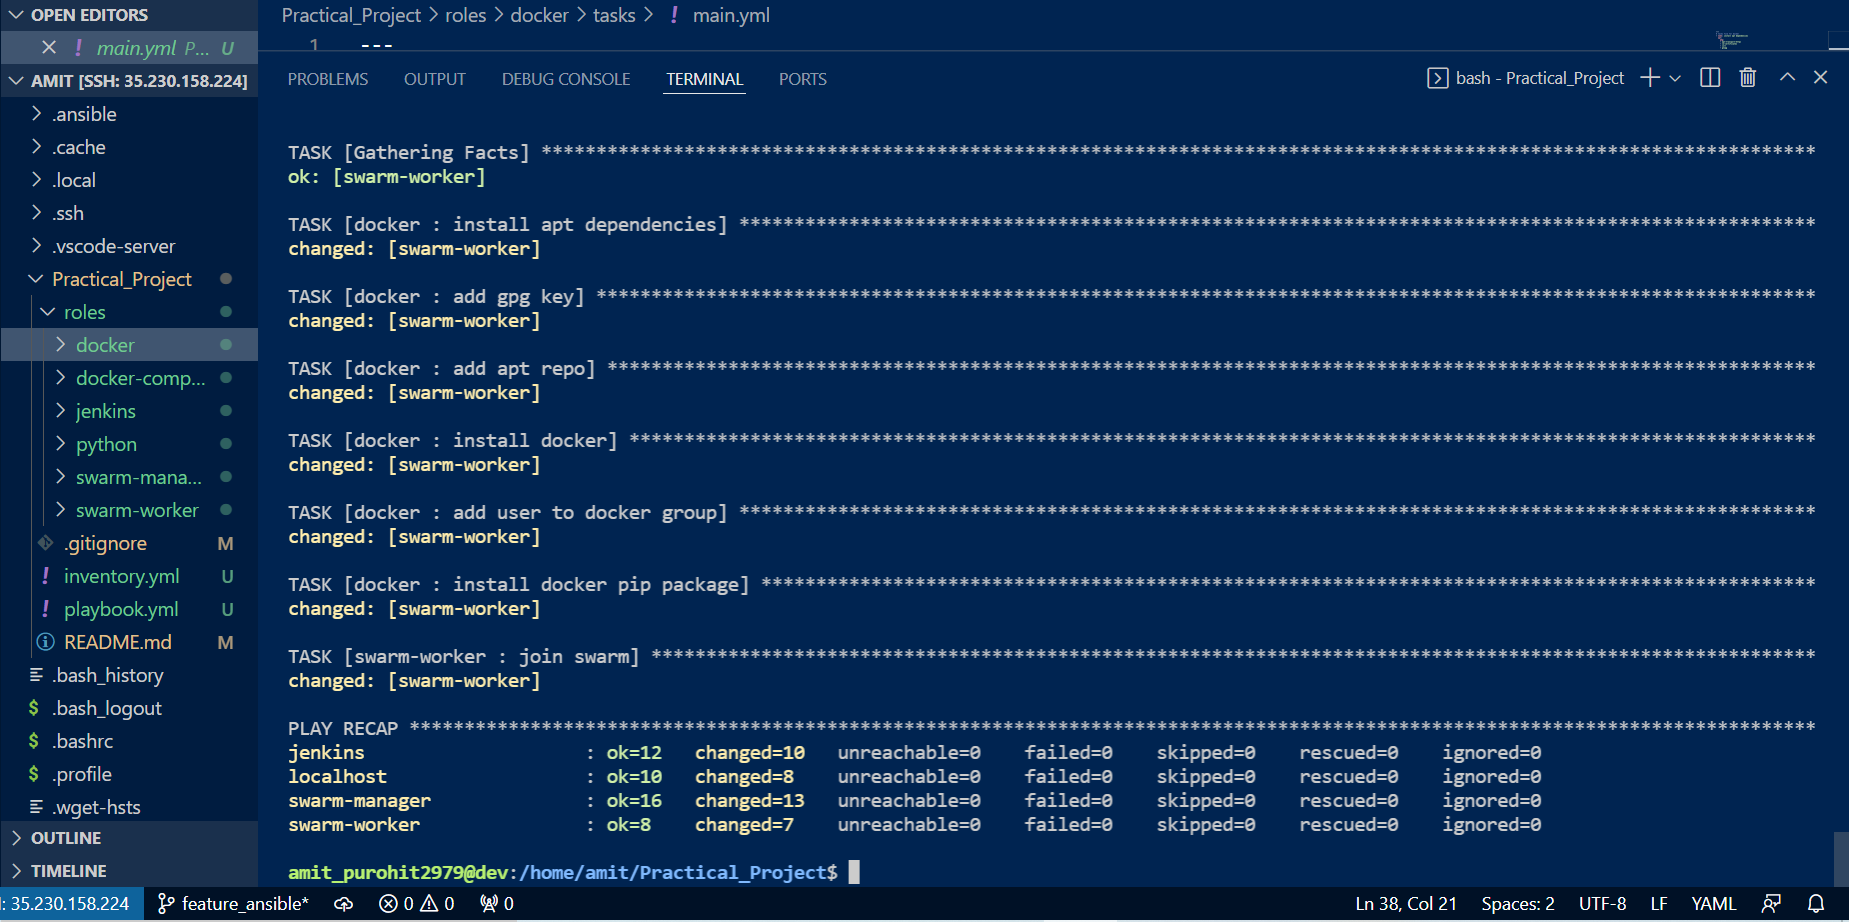 OPEN EDITORS
! main.yml P... U
AMIT [SSH: 35.230.158.224]
.ansible
.cache
.local
.ssh
.vscode-server
Practical_Project
roles
docker
docker-comp...
jenkins
python
swarm-mana...
swarm-worker
.gitignore M
! inventory.yml U
! playbook.yml U
README.md M
.bash_history
$ .bash_logout
$ .bashrc
$ .profile
.wget-hsts
OUTLINE
TIMELINE
Practical_Project > roles > docker > tasks > ! main.yml
1 ---
PROBLEMS OUTPUT DEBUG CONSOLE TERMINAL PORTS
bash - Practical_Project
TASK [Gathering Facts] ********************************************************************************************************************
ok: [swarm-worker]
TASK [docker : install apt dependencies] **************************************************************************************************
changed: [swarm-worker]
TASK [docker : add gpg key] ***************************************************************************************************************
changed: [swarm-worker]
TASK [docker : add apt repo] **************************************************************************************************************
changed: [swarm-worker]
TASK [docker : install docker] ************************************************************************************************************
changed: [swarm-worker]
TASK [docker : add user to docker group] **************************************************************************************************
changed: [swarm-worker]
TASK [docker : install docker pip package] ************************************************************************************************
changed: [swarm-worker]
TASK [swarm-worker : join swarm] **********************************************************************************************************
changed: [swarm-worker]
PLAY RECAP ********************************************************************************************************************************
jenkins : ok=12 changed=10 unreachable=0 failed=0 skipped=0 rescued=0 ignored=0
localhost : ok=10 changed=8 unreachable=0 failed=0 skipped=0 rescued=0 ignored=0
swarm-manager : ok=16 changed=13 unreachable=0 failed=0 skipped=0 rescued=0 ignored=0
swarm-worker : ok=8 changed=7 unreachable=0 failed=0 skipped=0 rescued=0 ignored=0
amit_purohit2979@dev:/home/amit/Practical_Project$
: 35.230.158.224 feature_ansible* 0 0 0 Ln 38, Col 21 Spaces: 2 UTF-8 LF YAML